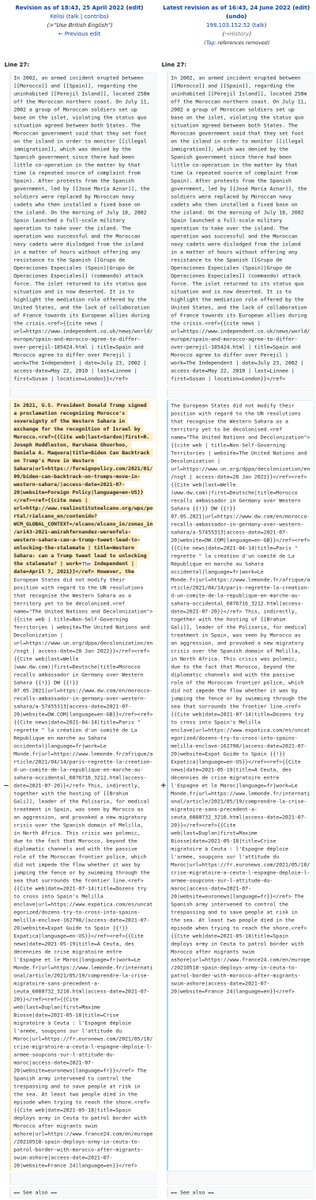 Revision as of 18:43, 25 April 2022 (edit)
Kelisi (talk | contribs)
(>"Use British English")
← Previous edit
Latest revision as of 16:43, 24 June 2022 (edit)
(undo)
198.103.152.52 (talk)
(→History)
(Tag: references removed)
Line 27:
In 2002, an armed incident erupted between
[[Morocco]] and [[Spain]], regarding the
uninhabited [[Perejil Island]], located 250m
off the Moroccan northern coast. On July 11,
2002 a group of Moroccan soldiers set up
base on the islet, violating the status quo
situation agreed between both States. The
Moroccan government said that they set foot
on the island in order to monitor [[illegal
immigration]], which was denied by the
Spanish government since there had been
little co-operation in the matter by that
time (a repeated source of complaint from
Spain). After protests from the Spanish
government, led by [[José María Aznar]], the
soldiers were replaced by Moroccan navy
cadets who then installed a fixed base on
the island. On the morning of July 18, 2002
Spain launched a full-scale military
operation to take over the islet. The
operation was successful and the Moroccan
navy cadets were dislodged from the island
in a matter of hours without offering any
resistance to the Spanish [[Grupo de
Operaciones Especiales (Spain)|Grupo de
Operaciones Especiales]] (commando) attack
force. The islet returned to its status quo
situation and is now deserted. It is to
highlight the mediation role offered by the
United States, and the lack of collaboration
of France towards its European allies during
the crisis.<ref>{{cite news |
url=https://www.independent.co.uk/news/world/
europe/spain-and-morocco-agree-to-differ-
over-perejil-185424.html | title=Spain and
Morocco agree to differ over Perejil |
work=The Independent | date=July 23, 2002 |
access-date=May 22, 2010 | last=Linnee |
first=Susan | location=London}}</ref>
−
In 2021, U.S. President Donald Trump signed
a proclamation recognizing Morocco's
sovereignty of the Western Sahara in
exchange for the recognition of Israel by
Morocco.<ref>{{Cite web|last=Sardon|first=R.
Joseph Huddleston, Harshana Ghoorhoo,
Daniela A. Maquera|title=Biden Can Backtrack
on Trump's Move in Western
Sahara|url=https://foreignpolicy.com/2021/01
/09/biden-can-backtrack-on-trumps-move-in-
western-sahara/|access-date=2021-07-
20|website=Foreign Policy|language=en-US}}
</ref>
However, the
European States did not modify their
position with regard to the UN resolutions
that recognise the Western Sahara as a
territory yet to be decolonised.<ref
name="The United Nations and Decolonization">
{{Cite web | title=Non-Self-Governing
Territories | website=The United Nations and
Decolonization |
url=https://www.un.org/dppa/decolonization/en
/nsgt | access-date=28 Jan 2022}}</ref><ref>
{{Cite web|last=Welle
(www.dw.com)|first=Deutsche|title=Morocco
recalls ambassador in Germany over Western
Sahara {{!}} DW {{!}}
07.05.2021|url=https://www.dw.com/en/morocco-
recalls-ambassador-in-germany-over-western-
sahara/a-57455313|access-date=2021-07-
20|website=DW.COM|language=en-GB}}</ref><ref>
{{Cite news|date=2021-04-16|title=Paris "
regrette " la création d'un comité de La
République en marche au Sahara
occidental|language=fr|work=Le
Monde.fr|url=https://www.lemonde.fr/afrique/a
rticle/2021/04/14/paris-regrette-la-creation-
d-un-comite-de-la-republique-en-marche-au-
sahara-occidental_6076716_3212.html|access-
date=2021-07-20}}</ref> This, indirectly,
together with the hosting of [[Brahim
Gali]], leader of the Polisario, for medical
treatment in Spain, was seen by Morocco as
an aggression, and provoked a new migratory
crisis over the Spanish domain of Melilla,
in North Africa. This crisis was polemic,
due to the fact that Morocco, beyond the
diplomatic channels and with the passive
role of the Moroccan frontier police, which
did not impede the flow whether it was by
jumping the fence or by swimming through the
sea that surrounds the frontier line.<ref>
{{Cite web|date=2021-07-14|title=Dozens try
to cross into Spain's Melilla
enclave|url=https://www.expatica.com/es/uncat
egorized/dozens-try-to-cross-into-spains-
melilla-enclave-162790/|access-date=2021-07-
20|website=Expat Guide to Spain {{!}}
Expatica|language=en-US}}</ref><ref>{{Cite
news|date=2021-05-19|title=A Ceuta, des
décennies de crise migratoire entre
l'Espagne et le Maroc|language=fr|work=Le
Monde.fr|url=https://www.lemonde.fr/internati
onal/article/2021/05/19/comprendre-la-crise-
migratoire-sans-precedent-a-
ceuta_6080732_3210.html|access-date=2021-07-
20}}</ref><ref>{{Cite
web|last=Duplan|first=Maxime
Biosse|date=2021-05-18|title=Crise
migratoire à Ceuta : l'Espagne déploie
l'armée, soupçons sur l'attitude du
maroc|url=https://fr.euronews.com/2021/05/18/
crise-migratoire-a-ceuta-l-espagne-deploie-l-
armee-soupcons-sur-l-attitude-du-
maroc|access-date=2021-07-
20|website=euronews|language=fr}}</ref> The
Spanish army intervened to control the
trespassing and to save people at risk in
the sea. At least two people died in the
episode when trying to reach the shore.<ref>
{{Cite web|date=2021-05-18|title=Spain
deploys army in Ceuta to patrol border with
Morocco after migrants swim
ashore|url=https://www.france24.com/en/europe
/20210518-spain-deploys-army-in-ceuta-to-
patrol-border-with-morocco-after-migrants-
swim-ashore|access-date=2021-07-
20|website=France 24|language=en}}</ref>
== See also ==
Line 27:
In 2002, an armed incident erupted between
[[Morocco]] and [[Spain]], regarding the
uninhabited [[Perejil Island]], located 250m
off the Moroccan northern coast. On July 11,
2002 a group of Moroccan soldiers set up
base on the islet, violating the status quo
situation agreed between both States. The
Moroccan government said that they set foot
on the island in order to monitor [[illegal
immigration]], which was denied by the
Spanish government since there had been
little co-operation in the matter by that
time (a repeated source of complaint from
Spain). After protests from the Spanish
government, led by [[José María Aznar]], the
soldiers were replaced by Moroccan navy
cadets who then installed a fixed base on
the island. On the morning of July 18, 2002
Spain launched a full-scale military
operation to take over the islet. The
operation was successful and the Moroccan
navy cadets were dislodged from the island
in a matter of hours without offering any
resistance to the Spanish [[Grupo de
Operaciones Especiales (Spain)|Grupo de
Operaciones Especiales]] (commando) attack
force. The islet returned to its status quo
situation and is now deserted. It is to
highlight the mediation role offered by the
United States, and the lack of collaboration
of France towards its European allies during
the crisis.<ref>{{cite news |
url=https://www.independent.co.uk/news/world/
europe/spain-and-morocco-agree-to-differ-
over-perejil-185424.html | title=Spain and
Morocco agree to differ over Perejil |
work=The Independent | date=July 23, 2002 |
access-date=May 22, 2010 | last=Linnee |
first=Susan | location=London}}</ref>
+
The European States did not modify their
position with regard to the UN resolutions
that recognise the Western Sahara as a
territory yet to be decolonised.<ref
name="The United Nations and Decolonization">
{{Cite web | title=Non-Self-Governing
Territories | website=The United Nations and
Decolonization |
url=https://www.un.org/dppa/decolonization/en
/nsgt | access-date=28 Jan 2022}}</ref><ref>
{{Cite web|last=Welle
(www.dw.com)|first=Deutsche|title=Morocco
recalls ambassador in Germany over Western
Sahara {{!}} DW {{!}}
07.05.2021|url=https://www.dw.com/en/morocco-
recalls-ambassador-in-germany-over-western-
sahara/a-57455313|access-date=2021-07-
20|website=DW.COM|language=en-GB}}</ref><ref>
{{Cite news|date=2021-04-16|title=Paris "
regrette " la création d'un comité de La
République en marche au Sahara
occidental|language=fr|work=Le
Monde.fr|url=https://www.lemonde.fr/afrique/a
rticle/2021/04/14/paris-regrette-la-creation-
d-un-comite-de-la-republique-en-marche-au-
sahara-occidental_6076716_3212.html|access-
date=2021-07-20}}</ref> This, indirectly,
together with the hosting of [[Brahim
Gali]], leader of the Polisario, for medical
treatment in Spain, was seen by Morocco as
an aggression, and provoked a new migratory
crisis over the Spanish domain of Melilla,
in North Africa. This crisis was polemic,
due to the fact that Morocco, beyond the
diplomatic channels and with the passive
role of the Moroccan frontier police, which
did not impede the flow whether it was by
jumping the fence or by swimming through the
sea that surrounds the frontier line.<ref>
{{Cite web|date=2021-07-14|title=Dozens try
to cross into Spain's Melilla
enclave|url=https://www.expatica.com/es/uncat
egorized/dozens-try-to-cross-into-spains-
melilla-enclave-162790/|access-date=2021-07-
20|website=Expat Guide to Spain {{!}}
Expatica|language=en-US}}</ref><ref>{{Cite
news|date=2021-05-19|title=A Ceuta, des
décennies de crise migratoire entre
l'Espagne et le Maroc|language=fr|work=Le
Monde.fr|url=https://www.lemonde.fr/internati
onal/article/2021/05/19/comprendre-la-crise-
migratoire-sans-precedent-a-
ceuta_6080732_3210.html|access-date=2021-07-
20}}</ref><ref>{{Cite
web|last=Duplan|first=Maxime
Biosse|date=2021-05-18|title=Crise
migratoire à Ceuta : l'Espagne déploie
l'armée, soupçons sur l'attitude du
maroc|url=https://fr.euronews.com/2021/05/18/
crise-migratoire-a-ceuta-l-espagne-deploie-l-
armee-soupcons-sur-l-attitude-du-
maroc|access-date=2021-07-
20|website=euronews|language=fr}}</ref> The
Spanish army intervened to control the
trespassing and to save people at risk in
the sea. At least two people died in the
episode when trying to reach the shore.<ref>
{{Cite web|date=2021-05-18|title=Spain
deploys army in Ceuta to patrol border with
Morocco after migrants swim
ashore|url=https://www.france24.com/en/europe
/20210518-spain-deploys-army-in-ceuta-to-
patrol-border-with-morocco-after-migrants-
swim-ashore|access-date=2021-07-
20|website=France 24|language=en}}</ref>
== See also ==